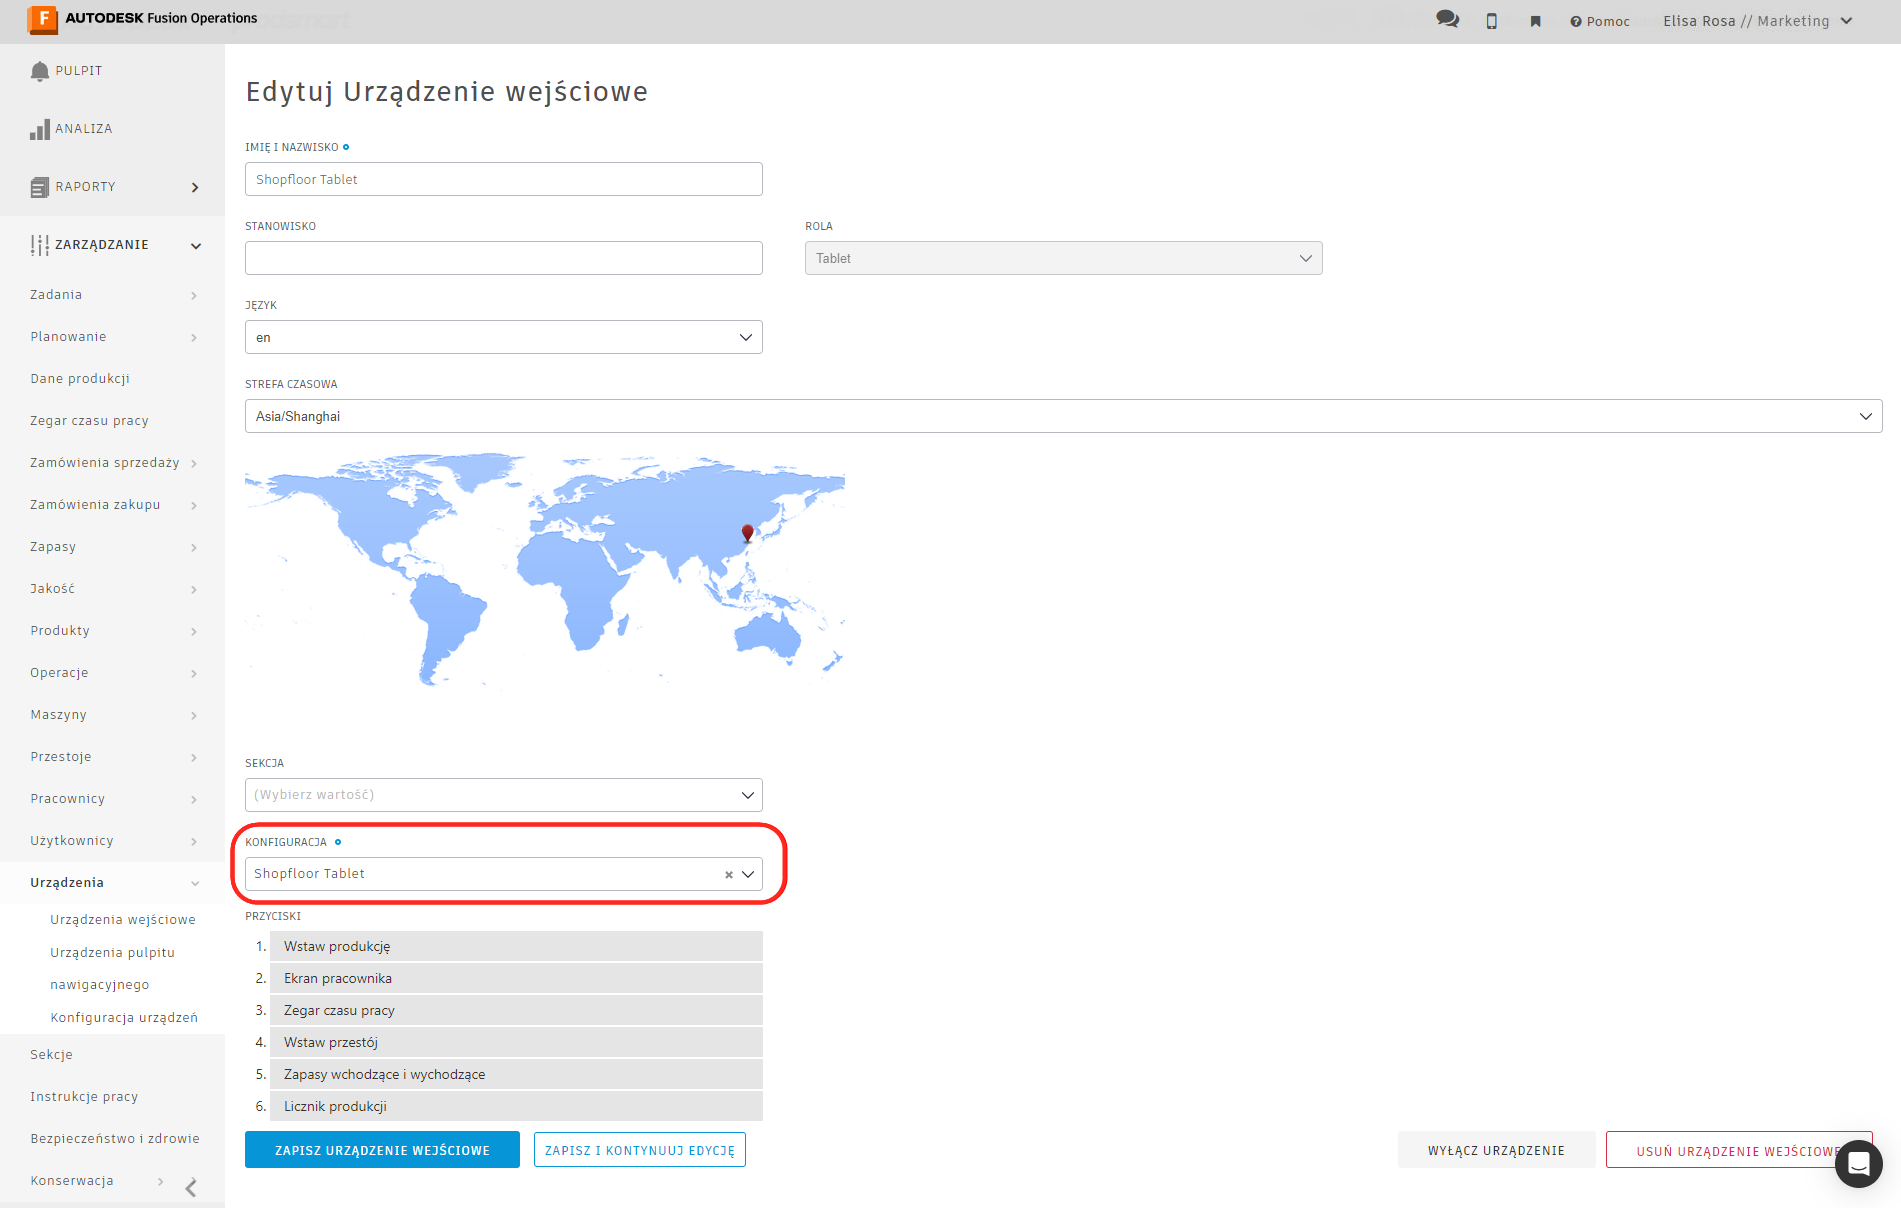 F AUTODESK Fusion Operations
Pomoc
Elisa Rosa // Marketing
PULPIT
ANALIZA
RAPORTY
ZARZĄDZANIE
Zadania
Planowanie
Dane produkcji
Zegar czasu pracy
Zamówienia sprzedaży
Zamówienia zakupu
Zapasy
Jakość
Produkty
Operacje
Maszyny
Przestoje
Pracownicy
Użytkownicy
Urządzenia
Urządzenia wejściowe
Urządzenia pulpitu
nawigacyjnego
Konfiguracja urządzeń
Sekcje
Instrukcje pracy
Bezpieczeństwo i zdrowie
Konserwacja
Edytuj Urządzenie wejściowe
IMIĘ I NAZWISKO
Shopfloor Tablet
STANOWISKO
ROLA
Tablet
JĘZYK
en
STREFA CZASOWA
Asia/Shanghai
SEKCJA
(Wybierz wartość)
KONFIGURACJA
Shopfloor Tablet
PRZYCISKI
1. Wstaw produkcję
2. Ekran pracownika
3. Zegar czasu pracy
4. Wstaw przestój
5. Zapasy wchodzące i wychodzące
6. Licznik produkcji
ZAPISZ URZĄDZENIE WEJŚCIOWE
ZAPISZ I KONTYNUUJ EDYCJĘ
WYŁĄCZ URZĄDZENIE
USUŃ URZĄDZENIE WEJŚCIOWE